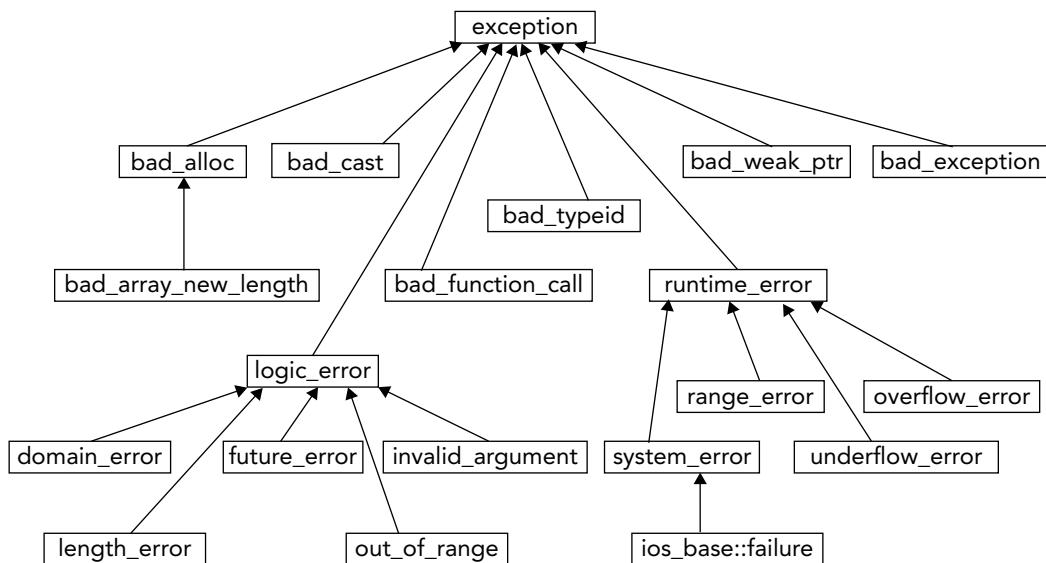 exception
bad_alloc
bad_cast
bad_weak_ptr
bad_exception
bad_typeid
bad_array_new_length
bad_function_call
runtime_error
logic_error
range_error
overflow_error
domain_error
future_error
invalid_argument
system_error
underflow_error
length_error
out_of_range
ios_base::failure